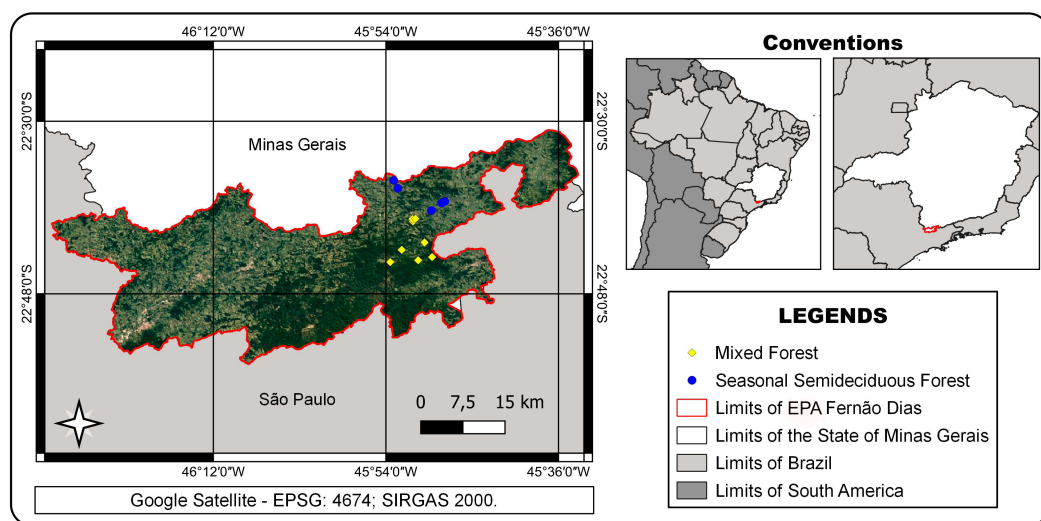 46°12'0"W
45°54'0"W
45°36'0"W
22°30'0"S
22°30'0"S
Minas Gerais
22°48'0"S
22°48'0"S
São Paulo
0 7,5 15 km
46°12'0"W
45°54'0"W
45°36'0"W
Google Satellite - EPSG: 4674; SIRGAS 2000.
Conventions
LEGENDS
Mixed Forest
Seasonal Semideciduous Forest
Limits of EPA Fernão Dias
Limits of the State of Minas Gerais
Limits of Brazil
Limits of South America